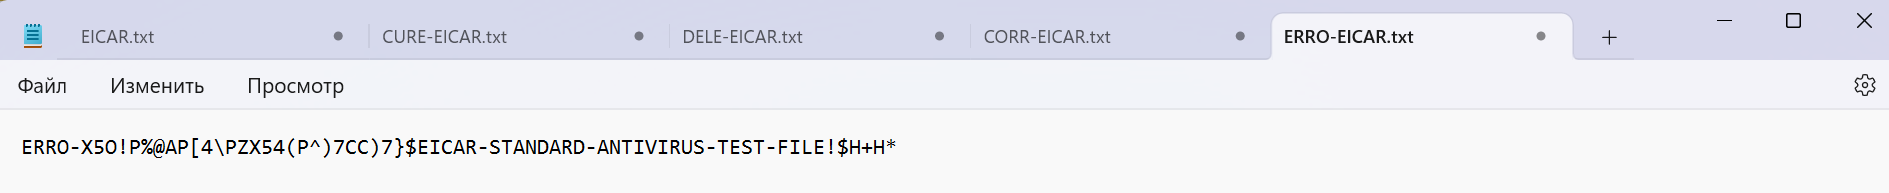 EICAR.txt CURE-EICAR.txt DELE-EICAR.txt CORR-EICAR.txt ERRO-EICAR.txt
Файл Изменить Просмотр
ERRO-X5O!P%@AP[4\PZX54(P^)7CC)7}$EICAR-STANDARD-ANTIVIRUS-TEST-FILE!$H+H*